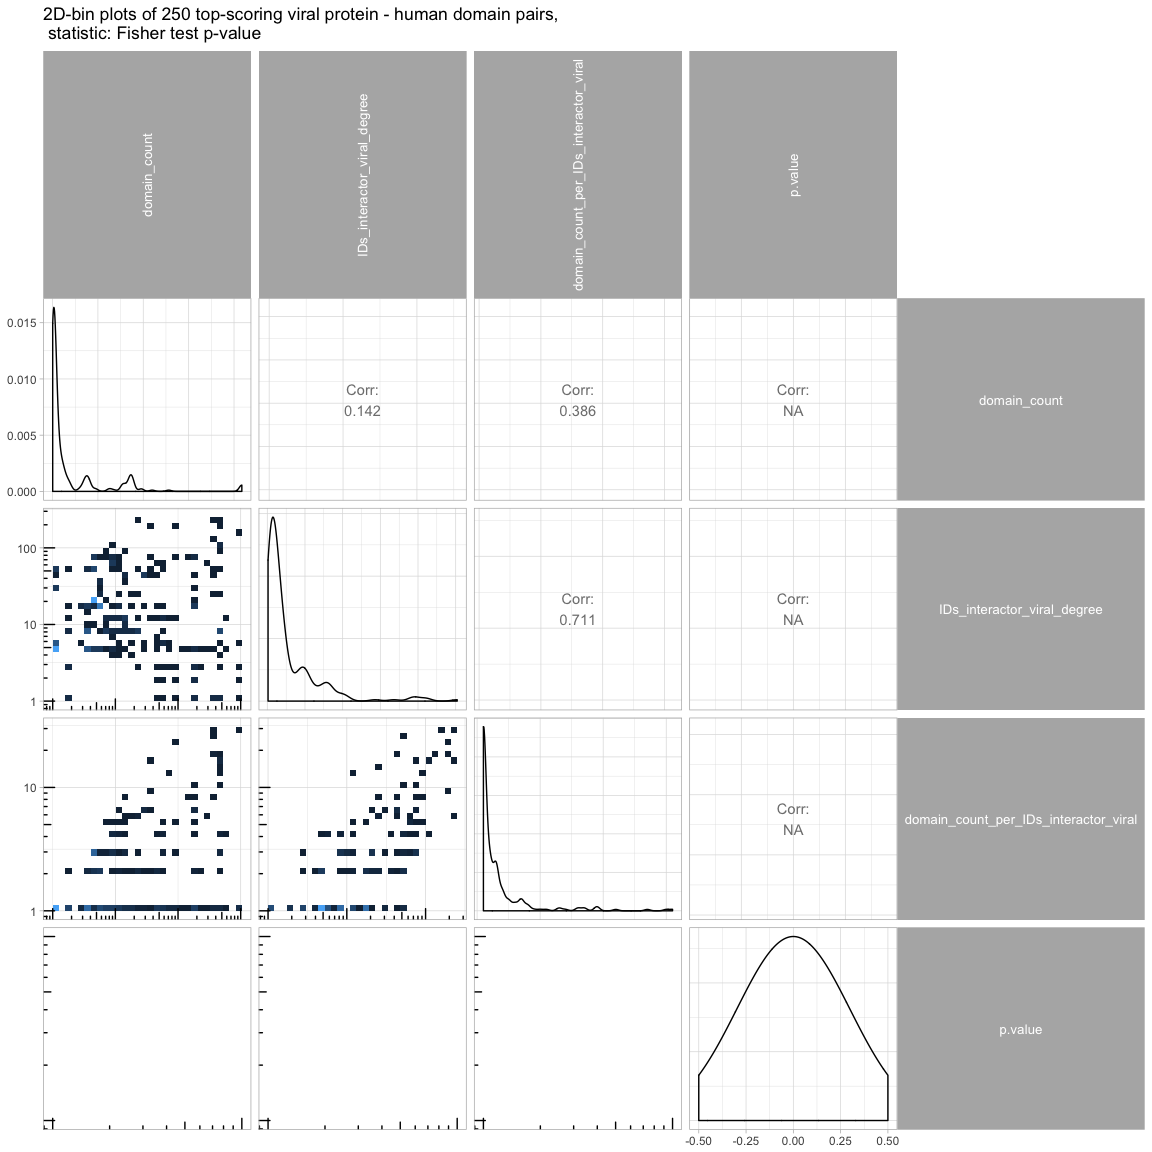 2D-bin plots of 250 top-scoring viral protein - human domain pairs,
statistic: Fisher test p-value
domain_count
IDs_interactor_viral_degree
domain_count_per_IDs_interactor_viral
p.value
0.015
0.010
0.005
0.000
Corr:
0.142
Corr:
0.386
Corr:
NA
domain_count
100
10
1
Corr:
0.711
Corr:
NA
IDs_interactor_viral_degree
10
1
Corr:
NA
domain_count_per_IDs_interactor_viral
p.value
-0.50 -0.25 0.00 0.25 0.50